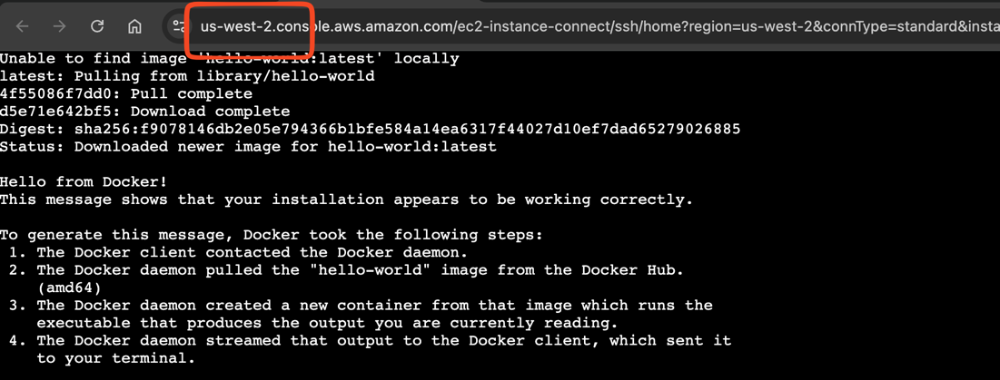 us-west-2.console.aws.amazon.com/ec2-instance-connect/ssh/home?region=us-west-2&connType=standard&insta
Unable to find image 'hello-world:latest' locally
latest: Pulling from library/hello-world
4f55086f7dd0: Pull complete
d5e71e642bf5: Download complete
Digest: sha256:f9078146db2e05e794366b1bfe584a14ea6317f44027d10ef7dad65279026885
Status: Downloaded newer image for hello-world:latest
Hello from Docker!
This message shows that your installation appears to be working correctly.
To generate this message, Docker took the following steps:
1. The Docker client contacted the Docker daemon.
2. The Docker daemon pulled the "hello-world" image from the Docker Hub.
(amd64)
3. The Docker daemon created a new container from that image which runs the
executable that produces the output you are currently reading.
4. The Docker daemon streamed that output to the Docker client, which sent it
to your terminal.